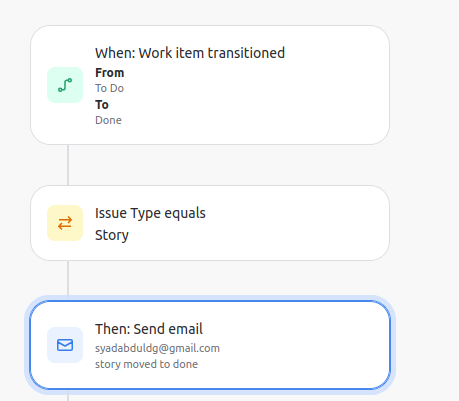 When: Work item transitioned
From
To Do
To
Done
Issue Type equals
Story
Then: Send email
syadabduldg@gmail.com
story moved to done